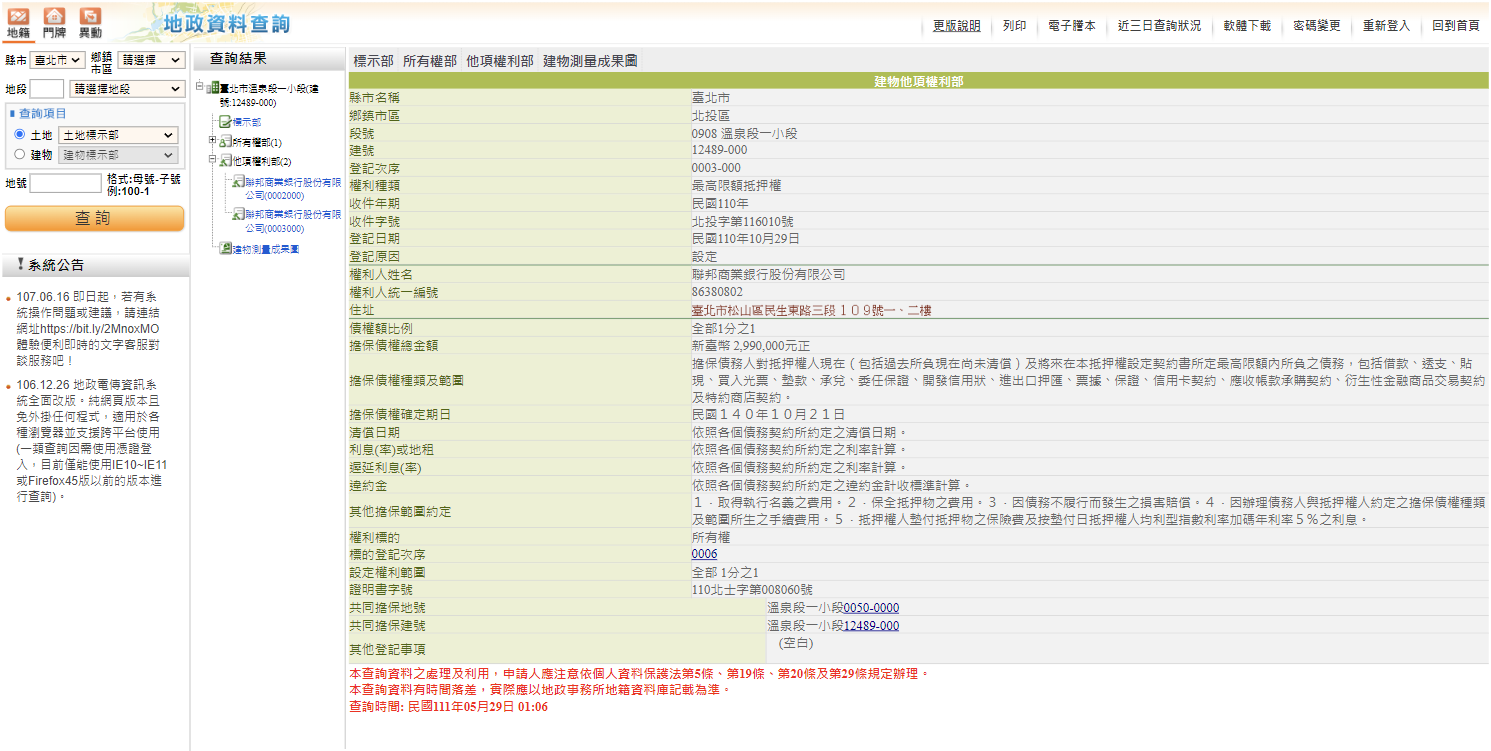 地籍 門牌 異動 地政資料查詢
更版說明 列印 電子謄本 近三日查詢狀況 軟體下載 密碼變更 重新登入 回到首頁
縣市 臺北市 鄉鎮市區 請選擇
地段 請選擇地段
查詢項目
土地 土地標示部
建物 建物標示部
地號 格式:母號-子號
例:100-1
查詢
系統公告
107.06.16 即日起，若有系
統操作問題或建議，請連結
網址https://bit.ly/2MnoxMO
體驗便利即時的文字客服對
談服務吧！
106.12.26 地政電傳資訊系
統全面改版。純網頁版本且
免外掛任何程式，適用於各
種瀏覽器並支援跨平台使用
(一類查詢因需使用憑證登
入，目前僅能使用IE10~IE11
或Firefox45版以前的版本進
行查詢)。
查詢結果
臺北市溫泉段一小段(建
號:12489-000)
標示部
所有權部(1)
他項權利部(2)
聯邦商業銀行股份有限
公司(0002000)
聯邦商業銀行股份有限
公司(0003000)
建物測量成果圖
標示部 所有權部 他項權利部 建物測量成果圖
建物他項權利部
縣市名稱 臺北市
鄉鎮市區 北投區
段號 0908 溫泉段一小段
建號 12489-000
登記次序 0003-000
權利種類 最高限額抵押權
收件年期 民國110年
收件字號 北投字第116010號
登記日期 民國110年10月29日
登記原因 設定
權利人姓名 聯邦商業銀行股份有限公司
權利人統一編號 86380802
住址 臺北市松山區民生東路三段１０９號一、二樓
債權額比例 全部1分之1
擔保債權總金額 新臺幣 2,990,000元正
擔保債權種類及範圍 擔保債務人對抵押權人現在（包括過去所負現在尚未清償）及將來在本抵押權設定契約書所定最高限額內所負之債務，包括借款、透支、貼
現、買入光票、墊款、承兌、委任保證、開發信用狀、進出口押匯、票據、保證、信用卡契約、應收帳款承購契約、衍生性金融商品交易契約
及特約商店契約。
擔保債權確定期日 民國１４０年１０月２１日
清償日期 依照各個債務契約所約定之清償日期。
利息(率)或地租 依照各個債務契約所約定之利率計算。
遲延利息(率) 依照各個債務契約所約定之利率計算。
違約金 依照各個債務契約所約定之違約金計收標準計算。
其他擔保範圍約定 １．取得執行名義之費用。２．保全抵押物之費用。３．因債務不履行而發生之損害賠償。４．因辦理債務人與抵押權人約定之擔保債權種類
及範圍所生之手續費用。５．抵押權人墊付抵押物之保險費及按墊付日抵押權人均利型指數利率加碼年利率５％之利息。
權利標的 所有權
標的登記次序 0006
設定權利範圍 全部 1分之1
證明書字號 110北士字第008060號
共同擔保地號 溫泉段一小段0050-0000
共同擔保建號 溫泉段一小段12489-000
其他登記事項 (空白)
本查詢資料之處理及利用，申請人應注意依個人資料保護法第5條、第19條、第20條及第29條規定辦理。
本查詢資料有時間落差，實際應以地政事務所地籍資料庫記載為準。
查詢時間: 民國111年05月29日 01:06